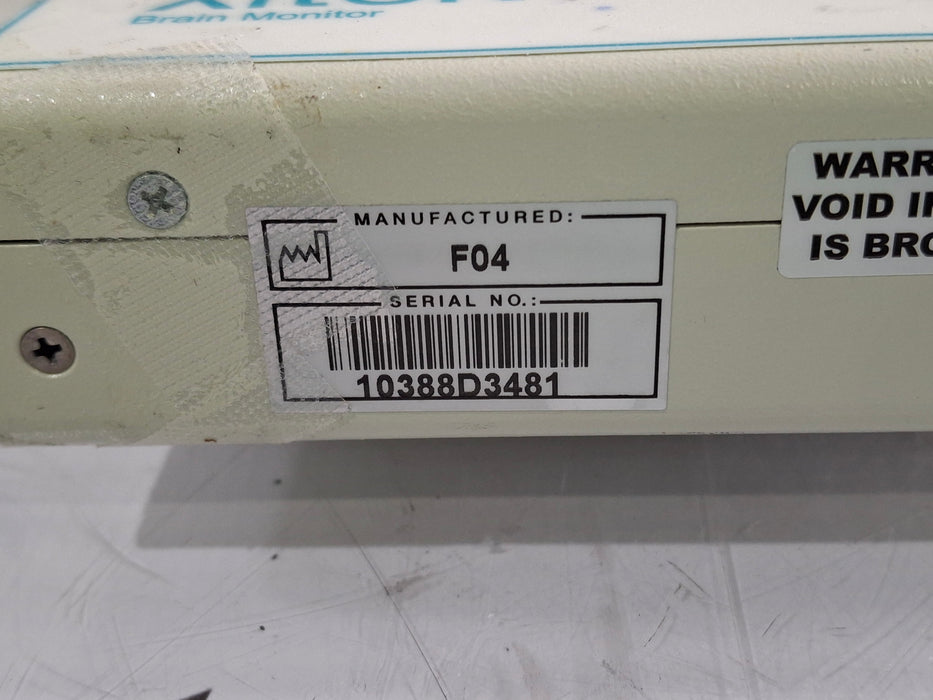 Brain Monitor
MANUFACTURED:
F04
SERIAL NO.:
10388D3481
WARR
VOID IF
IS BRO